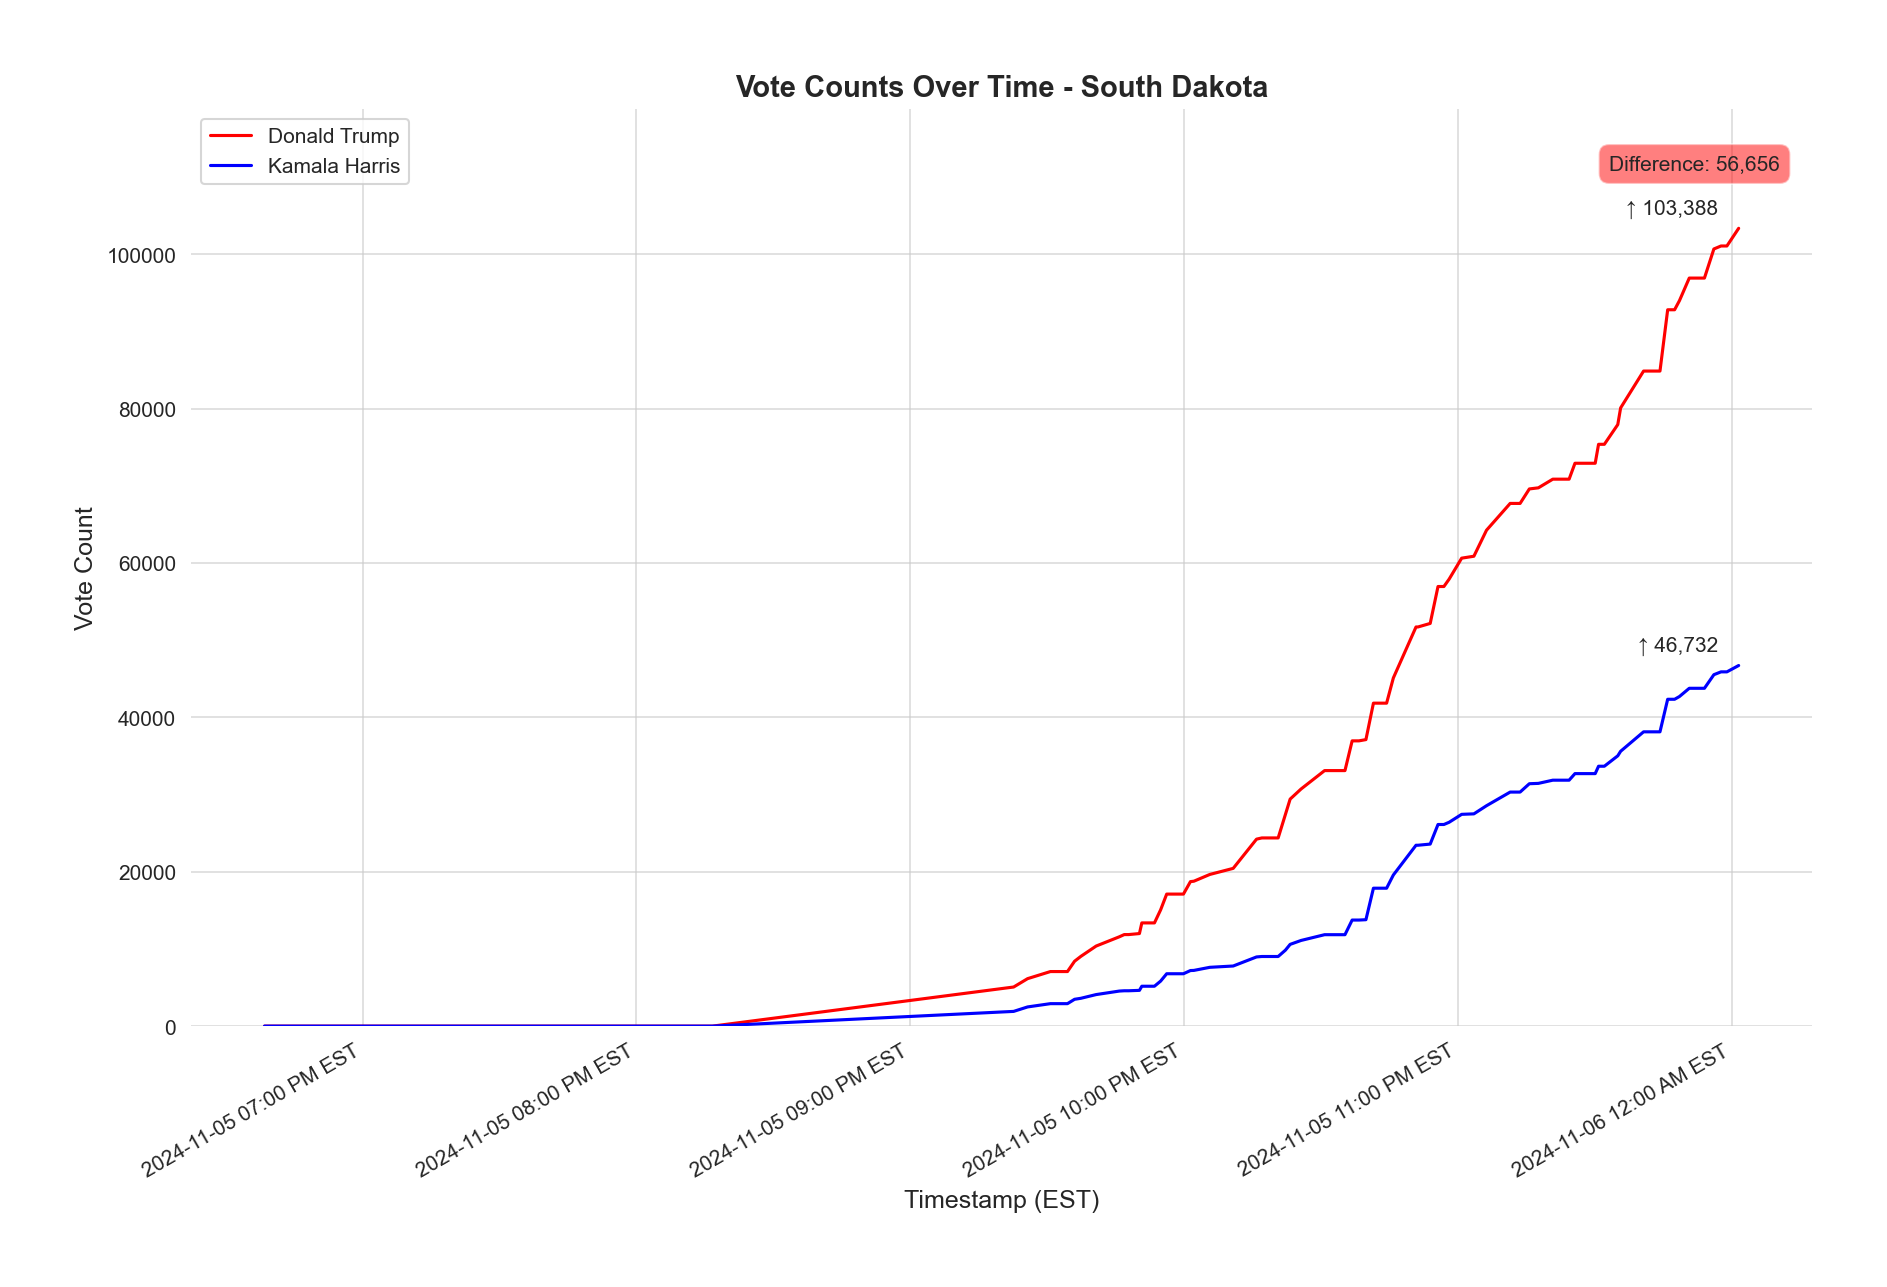 Vote Counts Over Time - South Dakota
Donald Trump
Kamala Harris
Difference: 56,656
↑ 103,388
↑ 46,732
Vote Count
100000
80000
60000
40000
20000
0
2024-11-05 07:00 PM EST
2024-11-05 08:00 PM EST
2024-11-05 09:00 PM EST
2024-11-05 10:00 PM EST
2024-11-05 11:00 PM EST
2024-11-06 12:00 AM EST
Timestamp (EST)